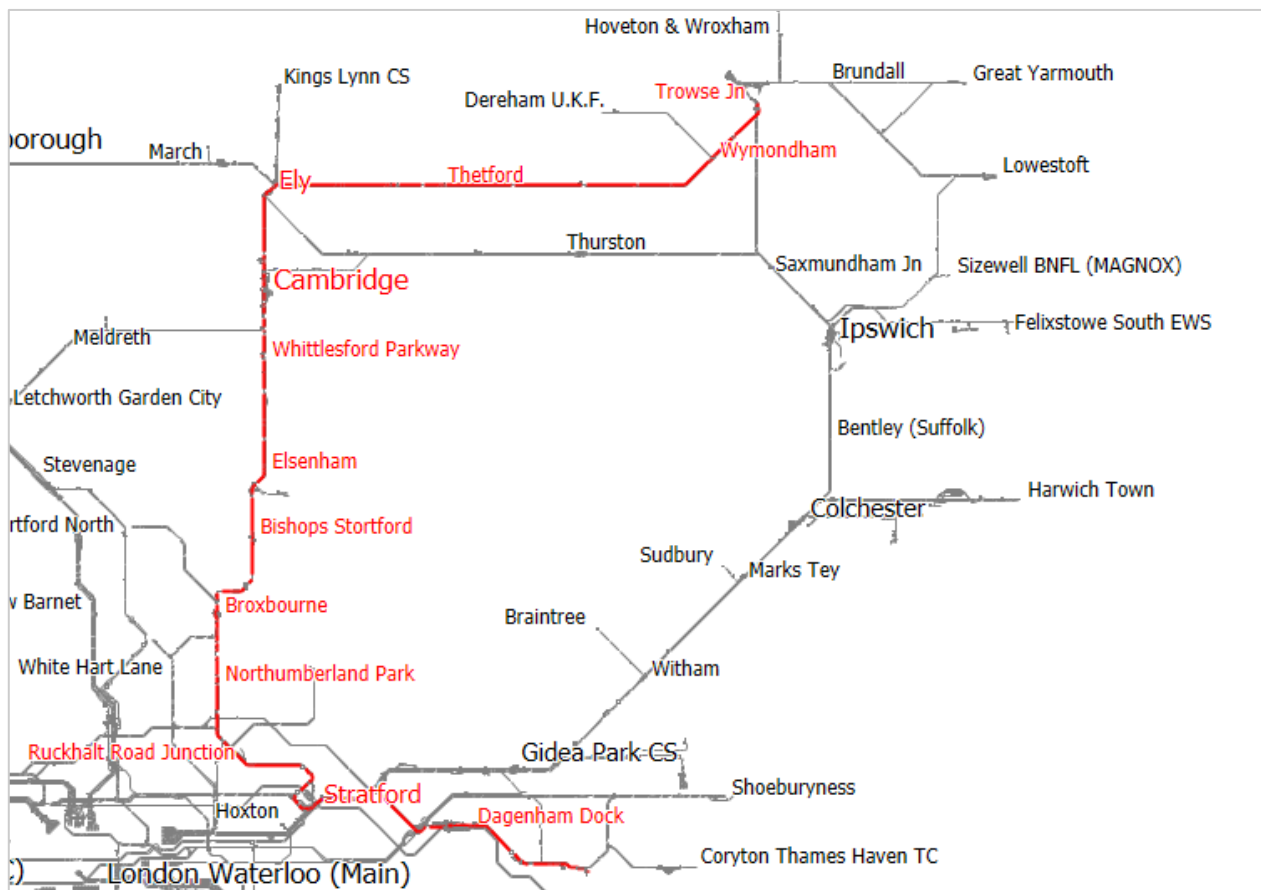 Hoveton & Wroxham
Kings Lynn CS
Brundall
Great Yarmouth
Trowse Jn
Dereham U.K.F.
orough
March
Wymondham
Lowestoft
Ely
Thetford
Thurston
Saxmundham Jn
Sizewell BNFL (MAGNOX)
Cambridge
Meldreth
Ipswich
Felixstowe South EWS
Whittlesford Parkway
Letchworth Garden City
Bentley (Suffolk)
Stevenage
Elsenham
Harwich Town
Colchester
rtford North
Bishops Stortford
Sudbury
Marks Tey
w Barnet
Broxbourne
Braintree
White Hart Lane
Northumberland Park
Witham
Ruckhalt Road Junction
Gidea Park CS
Stratford
Shoeburyness
Hoxton
Dagenham Dock
Coryton Thames Haven TC
)
London Waterloo (Main)